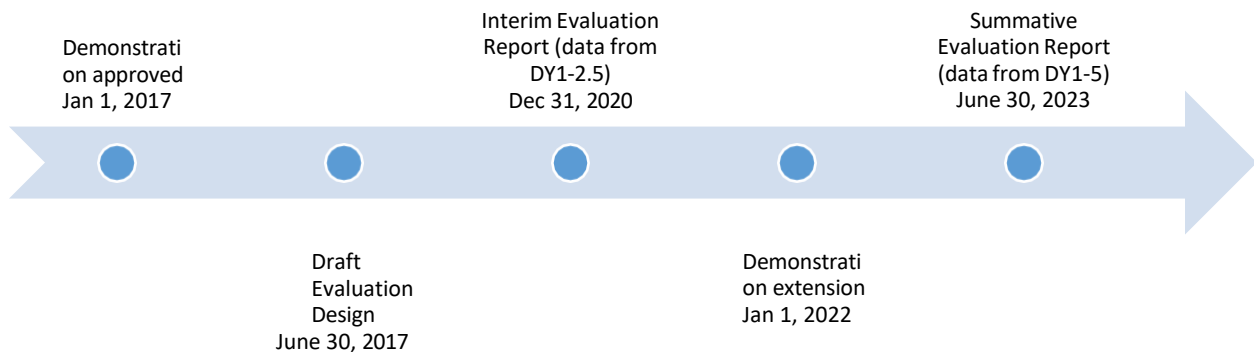 Demonstrati
on approved
Jan 1, 2017
Interim Evaluation
Report (data from
DY1-2.5)
Dec 31, 2020
Summative
Evaluation Report
(data from DY1-5)
June 30, 2023
Draft
Evaluation
Design
June 30, 2017
Demonstrati
on extension
Jan 1, 2022